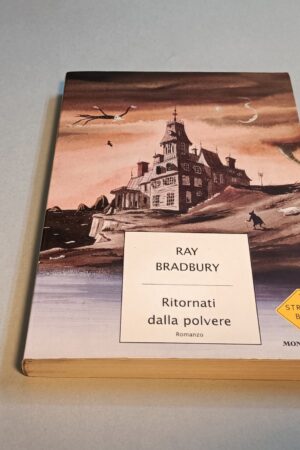 RAY
BRADBURY
Ritornati
dalla polvere
Romanzo